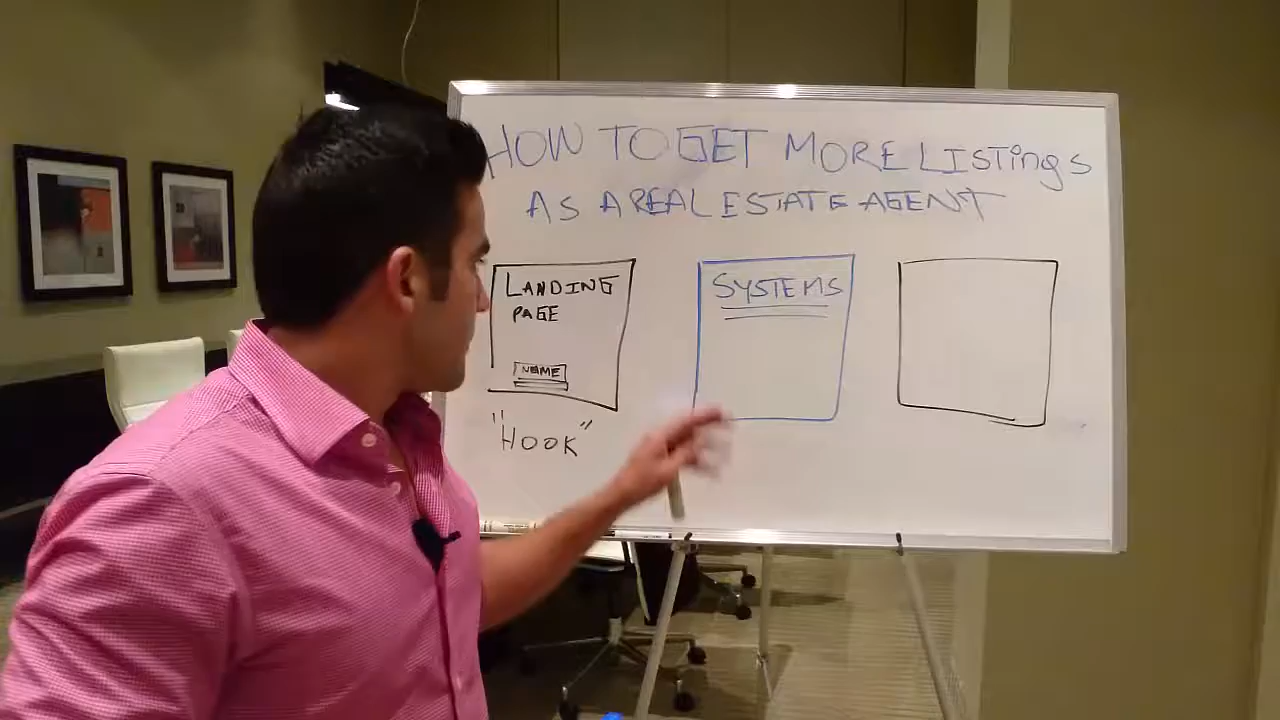 HOW TO GET MORE LISTINGS
AS A REAL ESTATE AGENT
LANDING
PAGE
NAME
"HOOK"
SYSTEMS